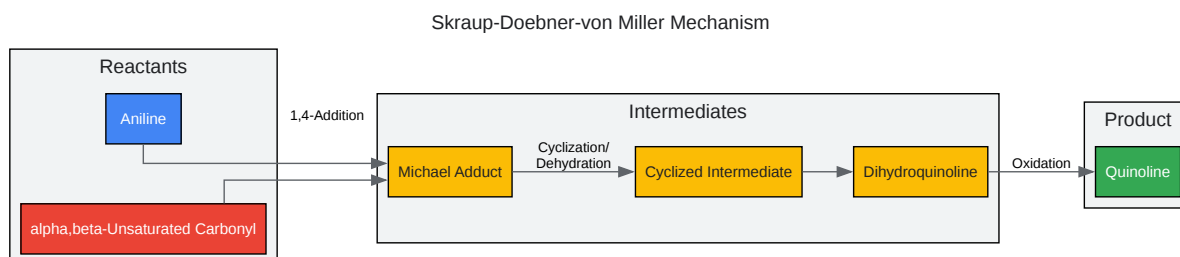 Skraup-Doebner-von Miller Mechanism
Reactants
Aniline
alpha,beta-Unsaturated Carbonyl
1,4-Addition
Intermediates
Michael Adduct
Cyclization/
Dehydration
Cyclized Intermediate
Dihydroquinoline
Oxidation
Product
Quinoline